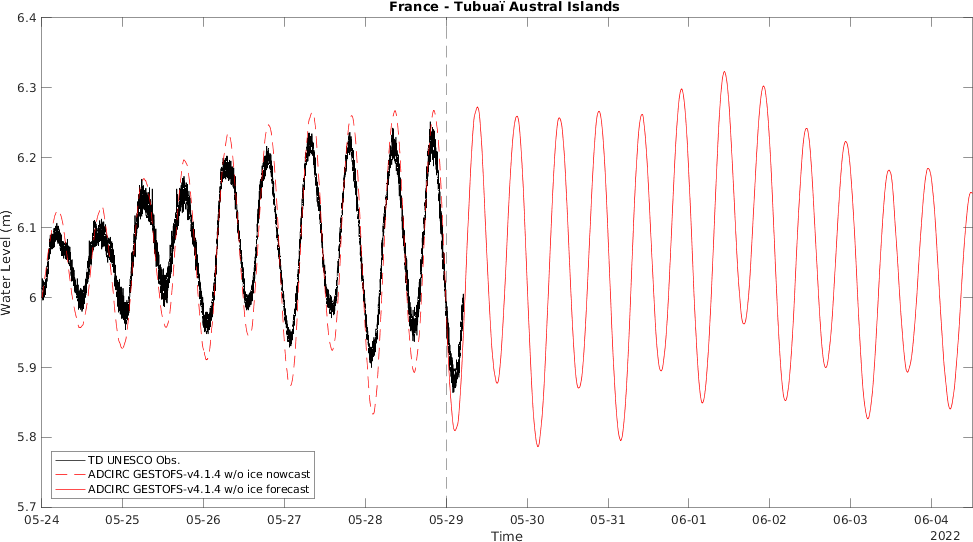 France - Tubuaï Austral Islands
6.4
6.3
6.2
6.1
6
5.9
5.8
5.7
Water Level (m)
TD UNESCO Obs.
ADCIRC GESTOFS-v4.1.4 w/o ice nowcast
ADCIRC GESTOFS-v4.1.4 w/o ice forecast
05-24 05-25 05-26 05-27 05-28 05-29 05-30 05-31 06-01 06-02 06-03 06-04
Time
2022